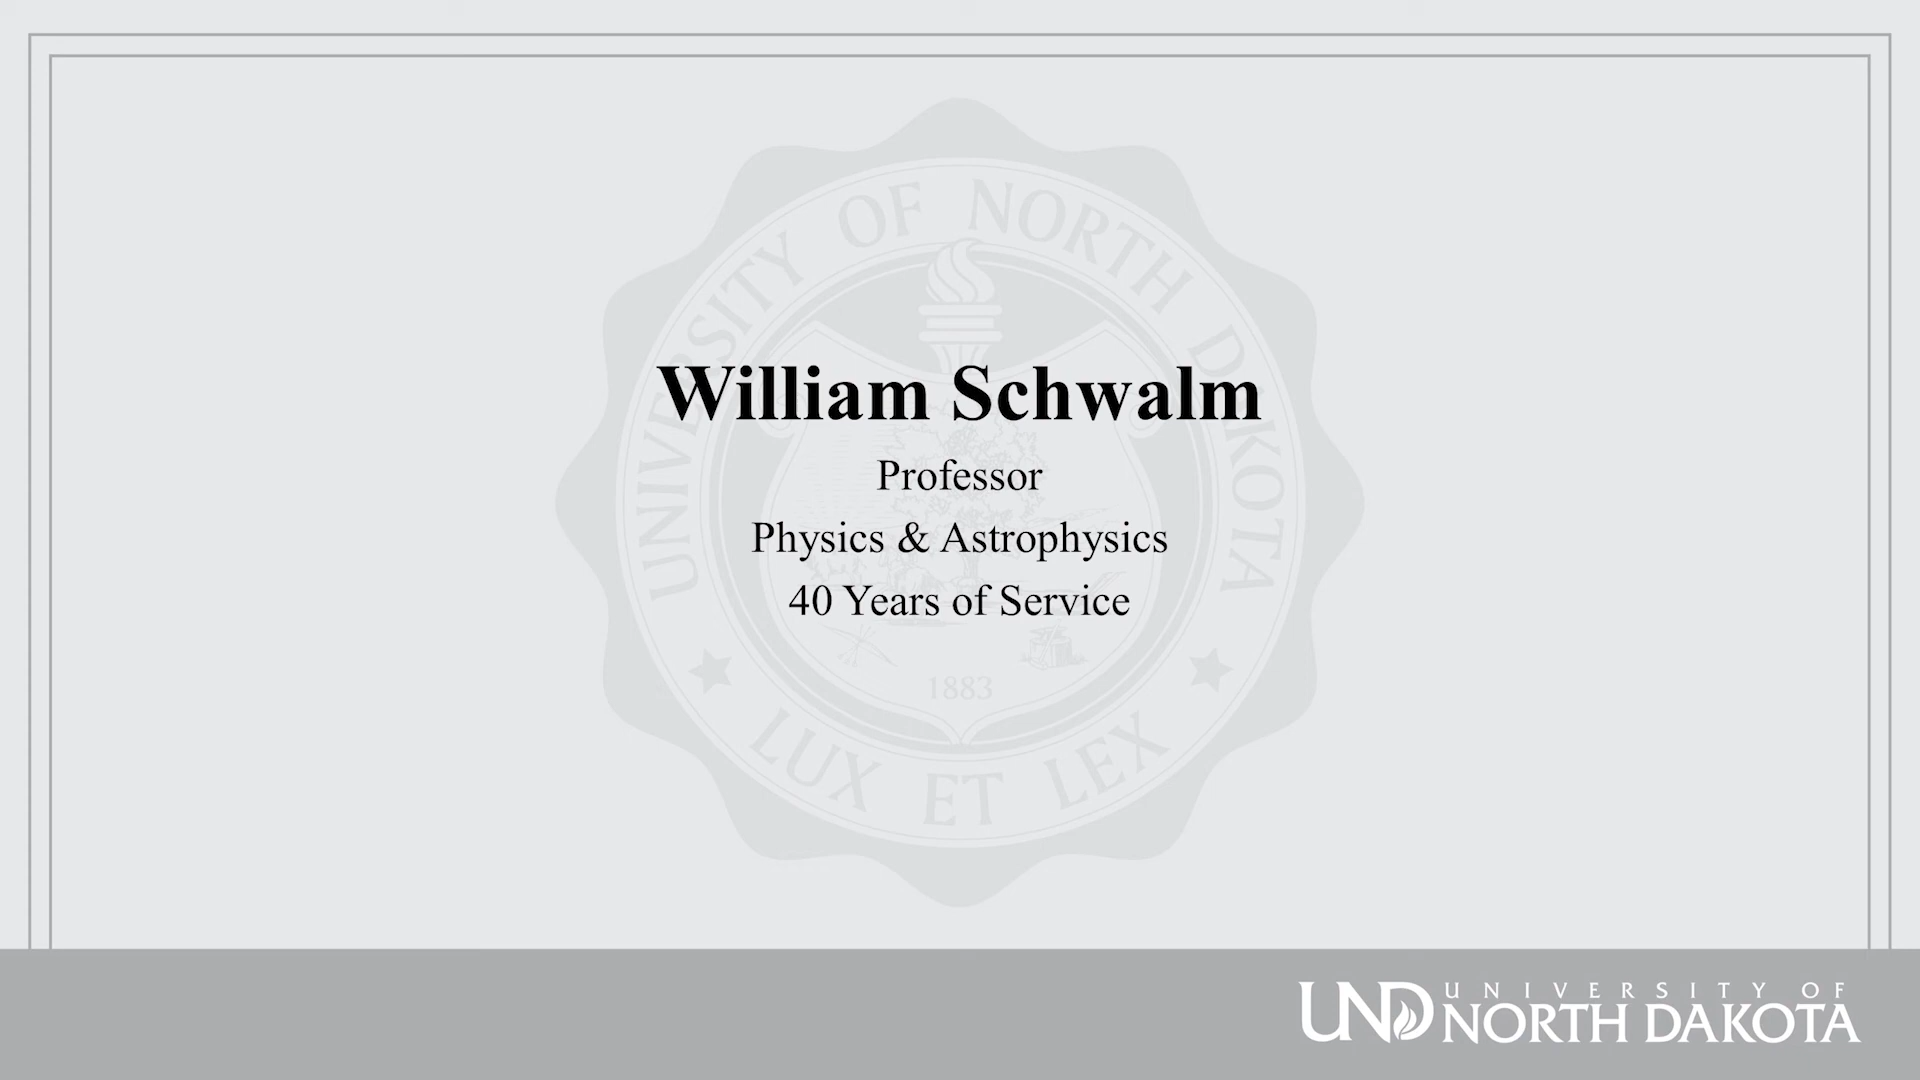 UNIVERSITY OF NORTH DAKOTA
William Schwalm
Professor
Physics & Astrophysics
40 Years of Service
1883
LUX ET LEX
UND UNIVERSITY OF
NORTH DAKOTA